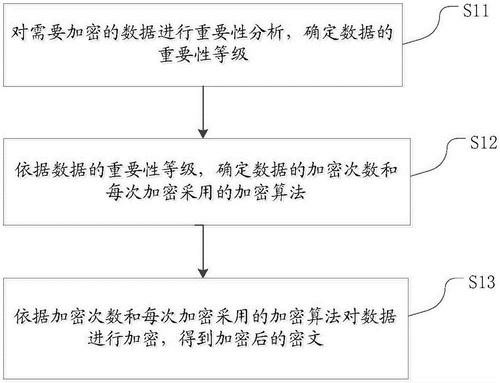 S11
对需要加密的数据进行重要性分析，确定数据的
重要性等级
S12
依据数据的重要性等级，确定数据的加密次数和
每次加密采用的加密算法
S13
依据加密次数和每次加密采用的加密算法对数据
进行加密，得到加密后的密文